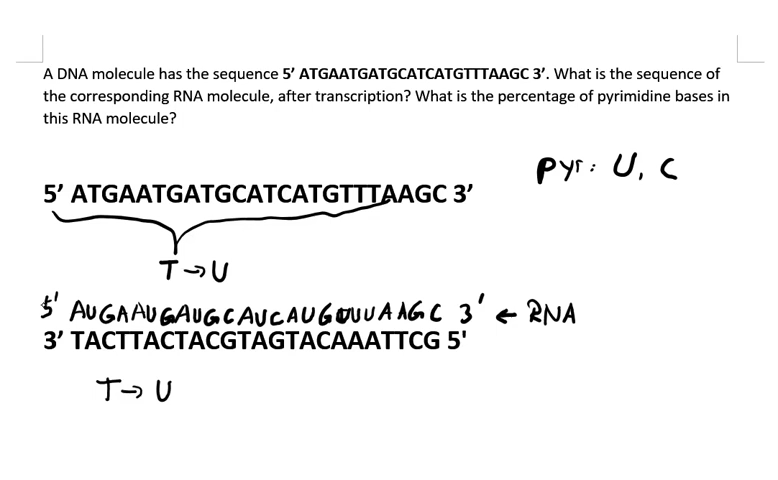 A DNA molecule has the sequence 5’ ATGAATGATGCATCATGTTTAAGC 3’. What is the sequence of
the corresponding RNA molecule, after transcription? What is the percentage of pyrimidine bases in
this RNA molecule?
Pyr: U, C
5’ ATGAATGATGCATCATGTTTAAGC 3’
T→U
5' AUGAAUGAUGCAUCAUGUUUAAGC 3' ← RNA
3’ TACTTACTACGTAGTACAAATTCG 5'
T→U